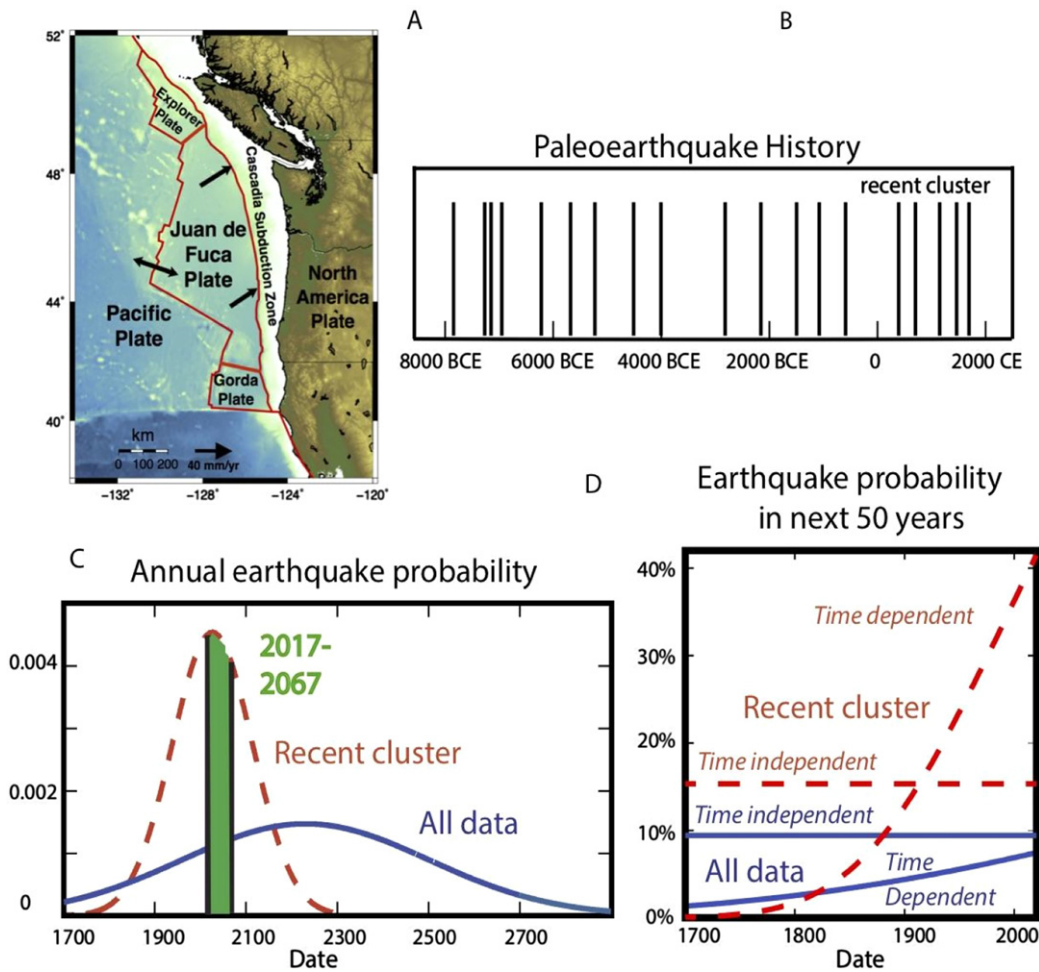 A
B
52°
48°
44°
40°
−132°
−128°
−124°
−120°
Explorer
Plate
Cascadia Subduction Zone
Juan de
Fuca
Plate
North
America
Plate
Pacific
Plate
Gorda
Plate
km
0 100 200
40 mm/yr
Paleoearthquake History
recent cluster
8000 BCE
6000 BCE
4000 BCE
2000 BCE
0
2000 CE
C
Annual earthquake probability
0.004
0.002
0
2017-
2067
Recent cluster
All data
1700
1900
2100
2300
2500
2700
Date
D
Earthquake probability
in next 50 years
40%
30%
20%
10%
0%
Time dependent
Recent cluster
Time independent
Time independent
All data
Time
Dependent
1700
1800
1900
2000
Date